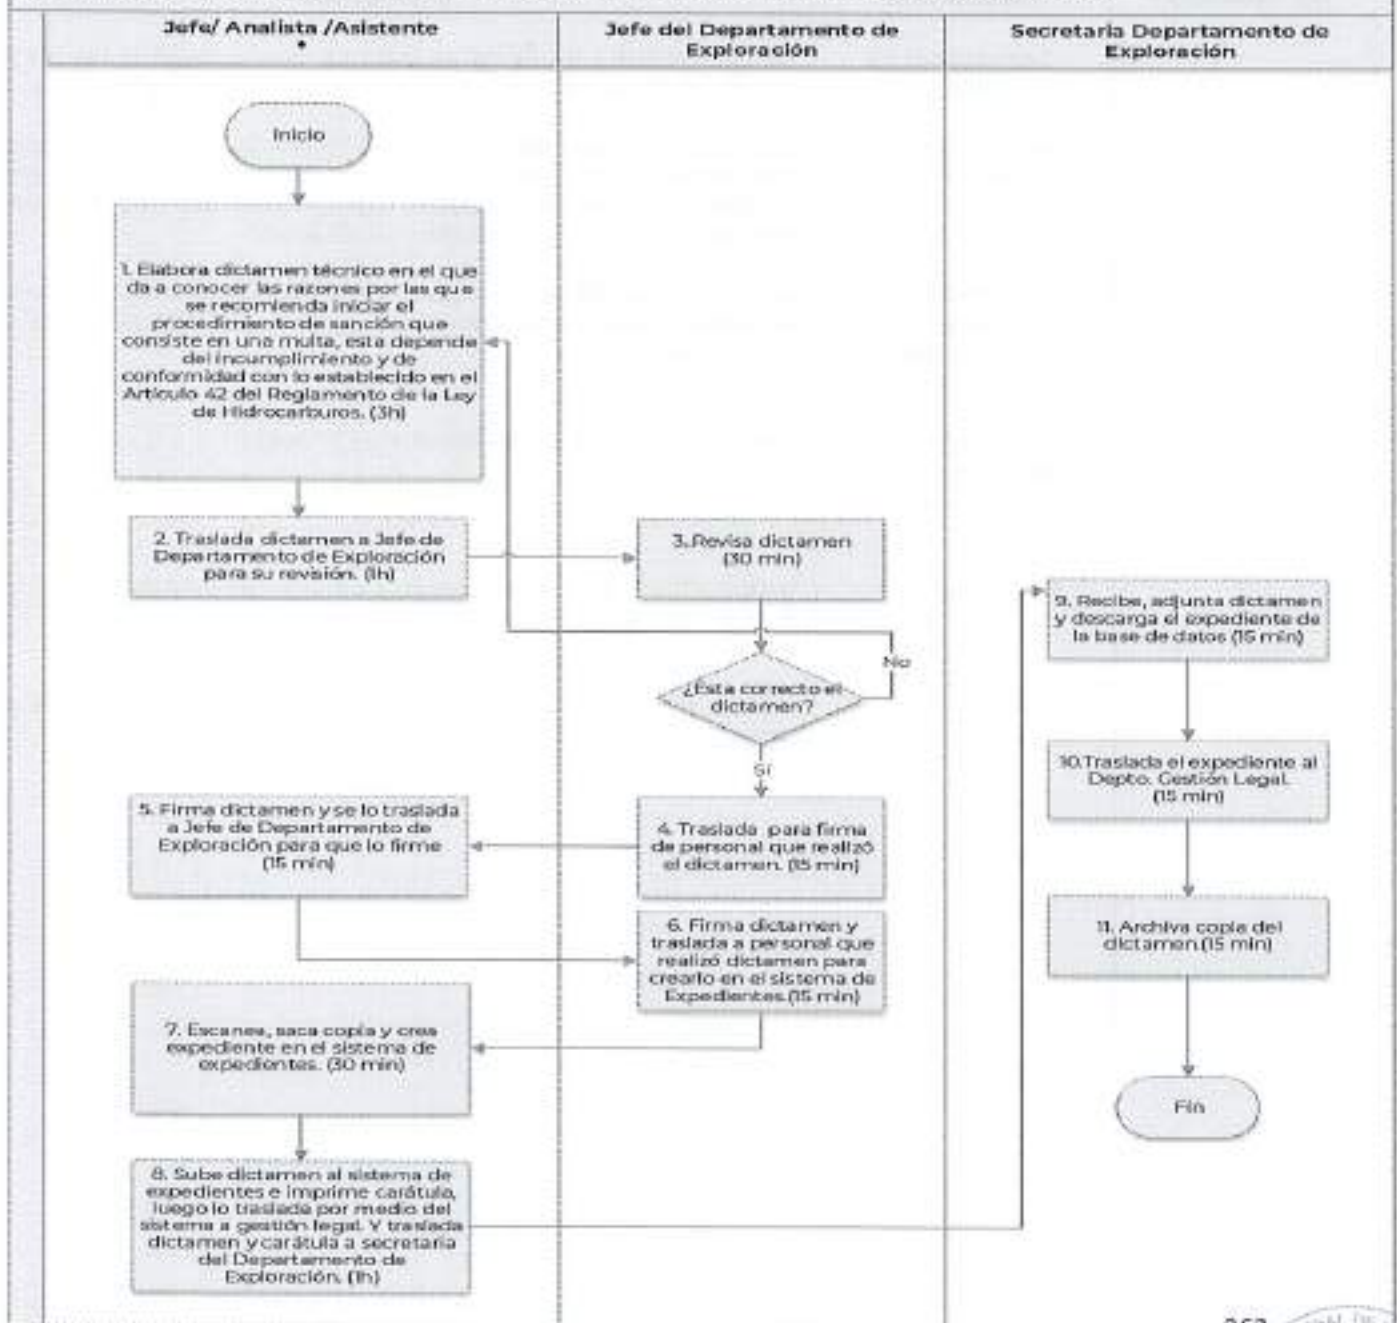 Jefe/ Analista /Asistente
Jefe del Departamento de
Exploración
Secretaria Departamento de
Exploración
Inicio
1. Elabora dictamen técnico en el que
da a conocer las razones por las que
se recomienda iniciar el
procedimiento de sanción que
consiste en una multa, esta depende
del incumplimiento y de
conformidad con lo establecido en el
Artículo 42 del Reglamento de la Ley
de Hidrocarburos. (3h)
2. Traslada dictamen a Jefe de
Departamento de Exploración
para su revisión. (1h)
3. Revisa dictamen
(30 min)
¿Esta correcto el
dictamen?
No
Sí
4. Traslada para firma
de personal que realizó
el dictamen. (15 min)
5. Firma dictamen y se lo traslada
a Jefe de Departamento de
Exploración para que lo firme
(15 min)
6. Firma dictamen y
traslada a personal que
realizó dictamen para
crearlo en el sistema de
Expedientes.(15 min)
7. Escanea, saca copia y crea
expediente en el sistema de
expedientes. (30 min)
8. Sube dictamen al sistema de
expedientes e imprime carátula,
luego lo traslada por medio del
sistema a gestión legal. Y traslada
dictamen y carátula a secretaria
del Departamento de
Exploración. (1h)
9. Recibe, adjunta dictamen
y descarga el expediente de
la base de datos (15 min)
10.Traslada el expediente al
Depto. Gestión Legal.
(15 min)
11. Archiva copia del
dictamen.(15 min)
Fin